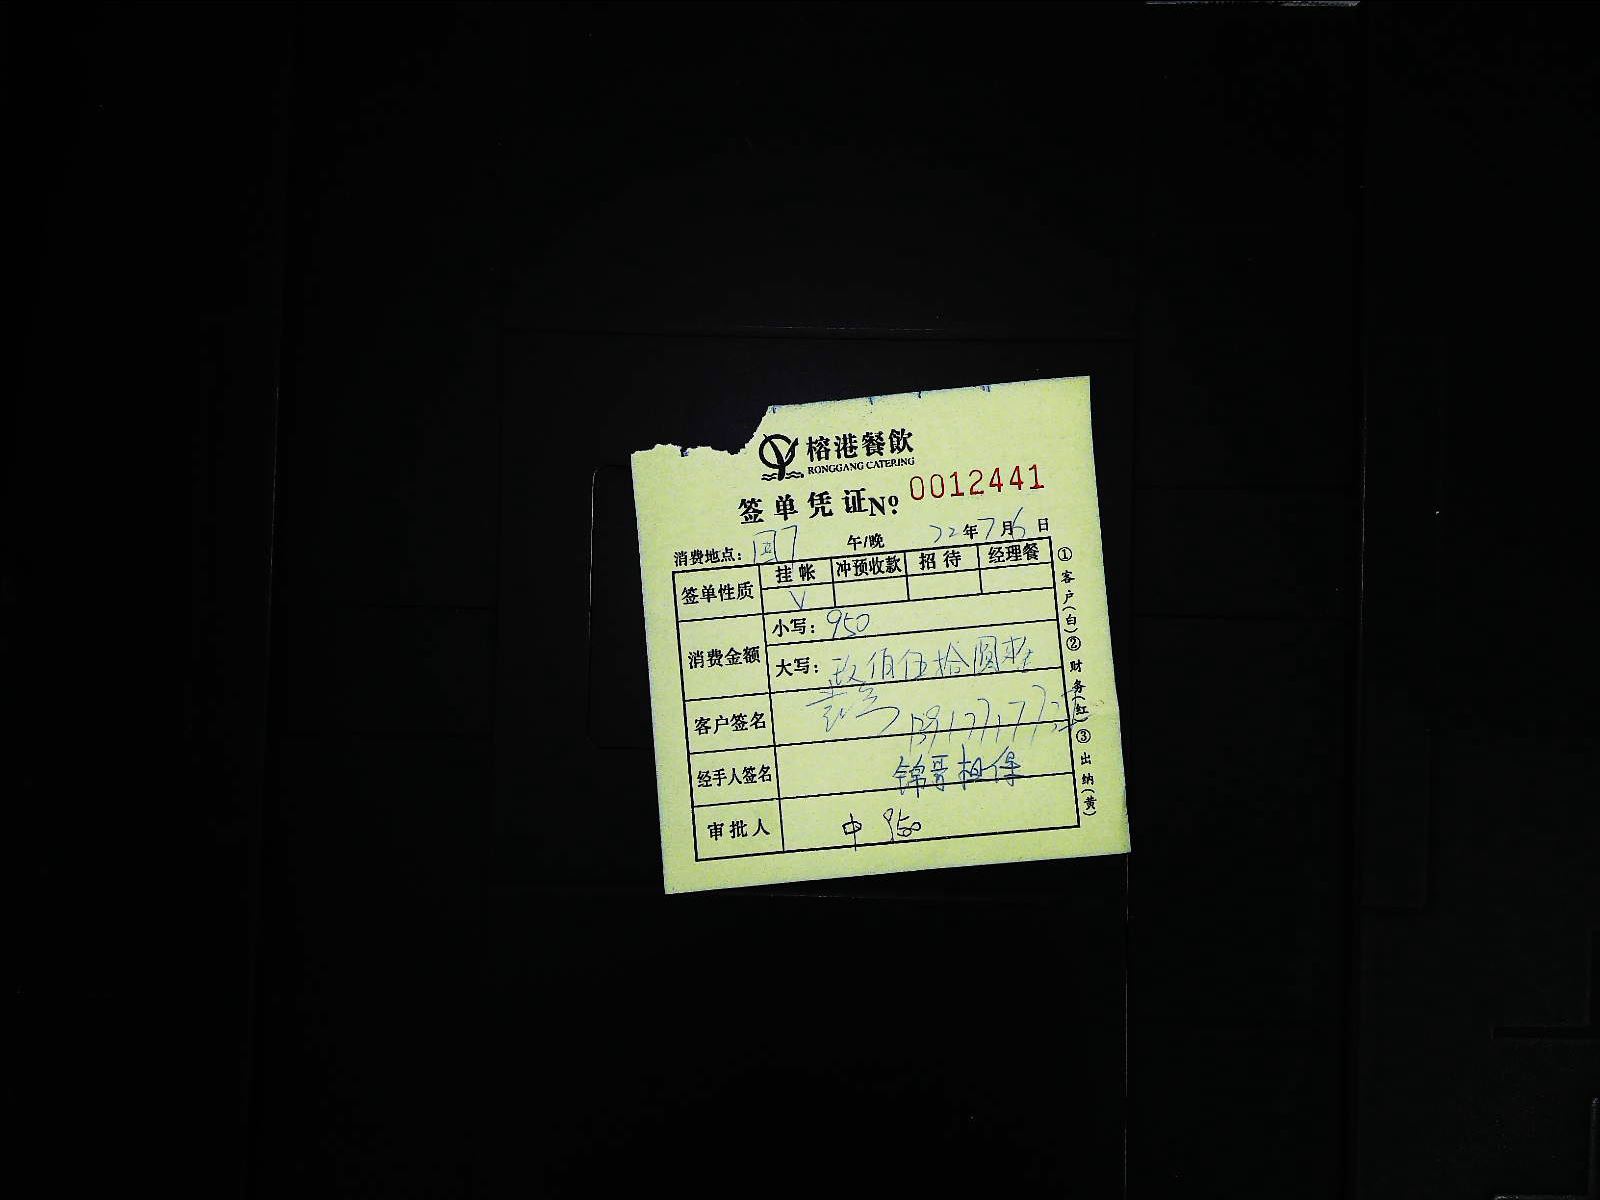 榕港餐飲
RONGGANG CATERING
签单凭证№ 0012441
消费地点: 午/晚 22年7月6日
签单性质 挂帐 冲预收款 招待 经理餐
V
消费金额 小写: 950
大写: 玖佰伍拾圆整
客户签名
经手人签名 锦哥担保
审批人 中 950
①客户(白)②财务(红)③出纳(黄)